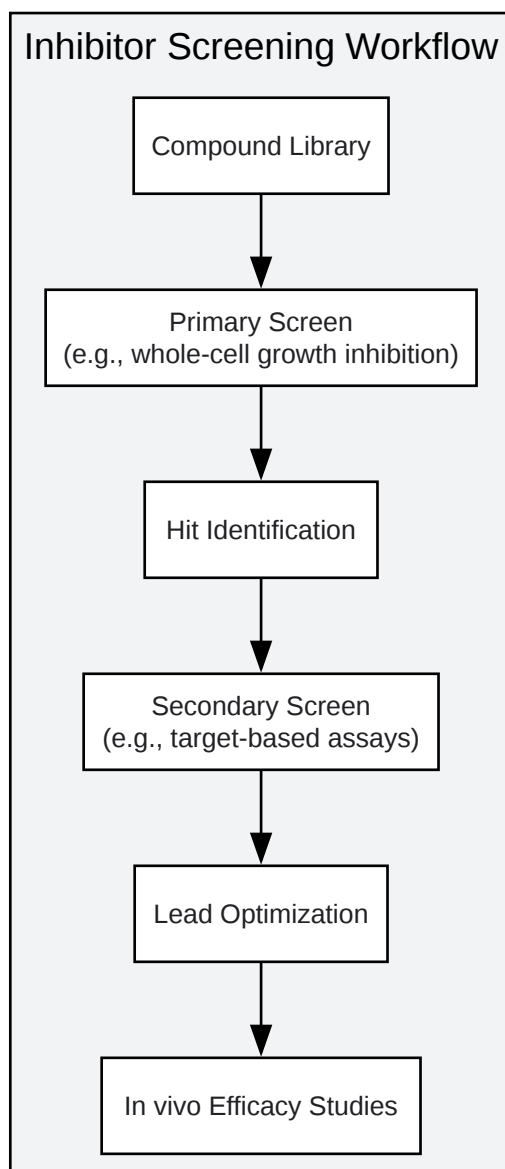 Inhibitor Screening Workflow
Compound Library
Primary Screen
(e.g., whole-cell growth inhibition)
Hit Identification
Secondary Screen
(e.g., target-based assays)
Lead Optimization
In vivo Efficacy Studies